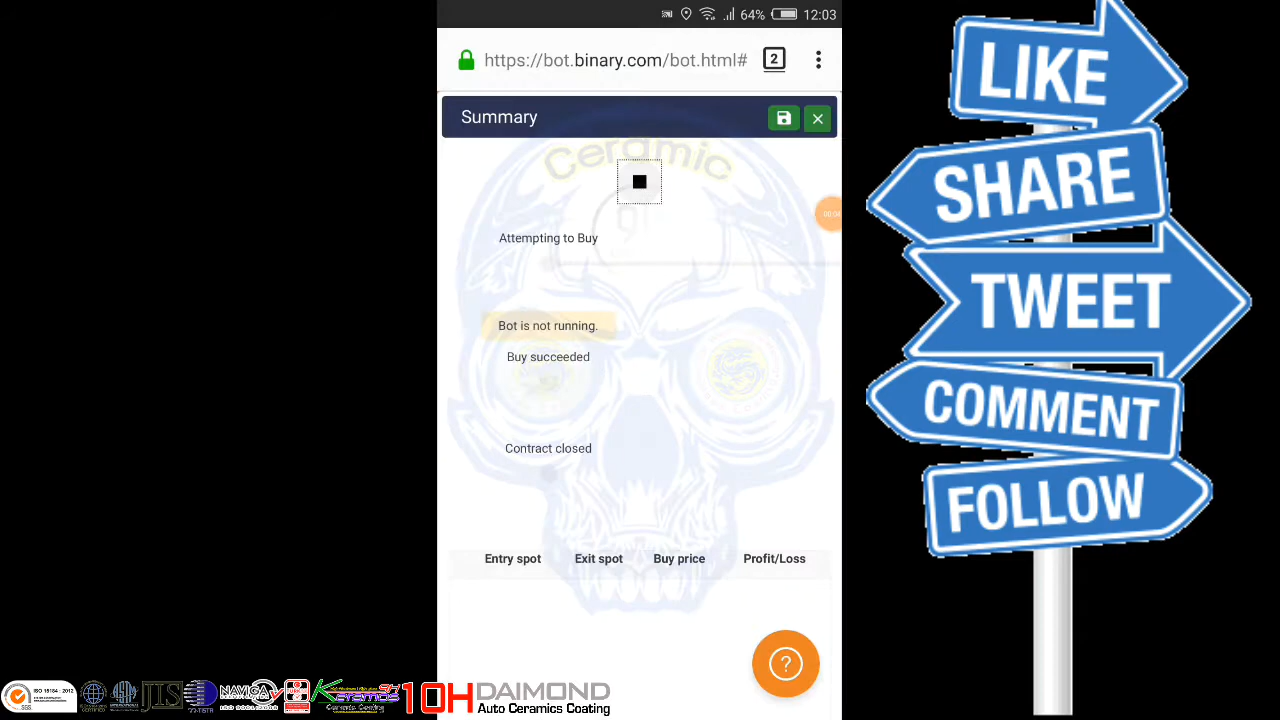 64% 12:03
https://bot.binary.com/bot.html# 2
Summary
Ceramic
Attempting to Buy
Bot is not running.
Buy succeeded
Contract closed
Entry spot Exit spot Buy price Profit/Loss
?
LIKE
SHARE
TWEET
COMMENT
FOLLOW
JIS
NAVIGA
10H DAIMOND
Auto Ceramics Coating